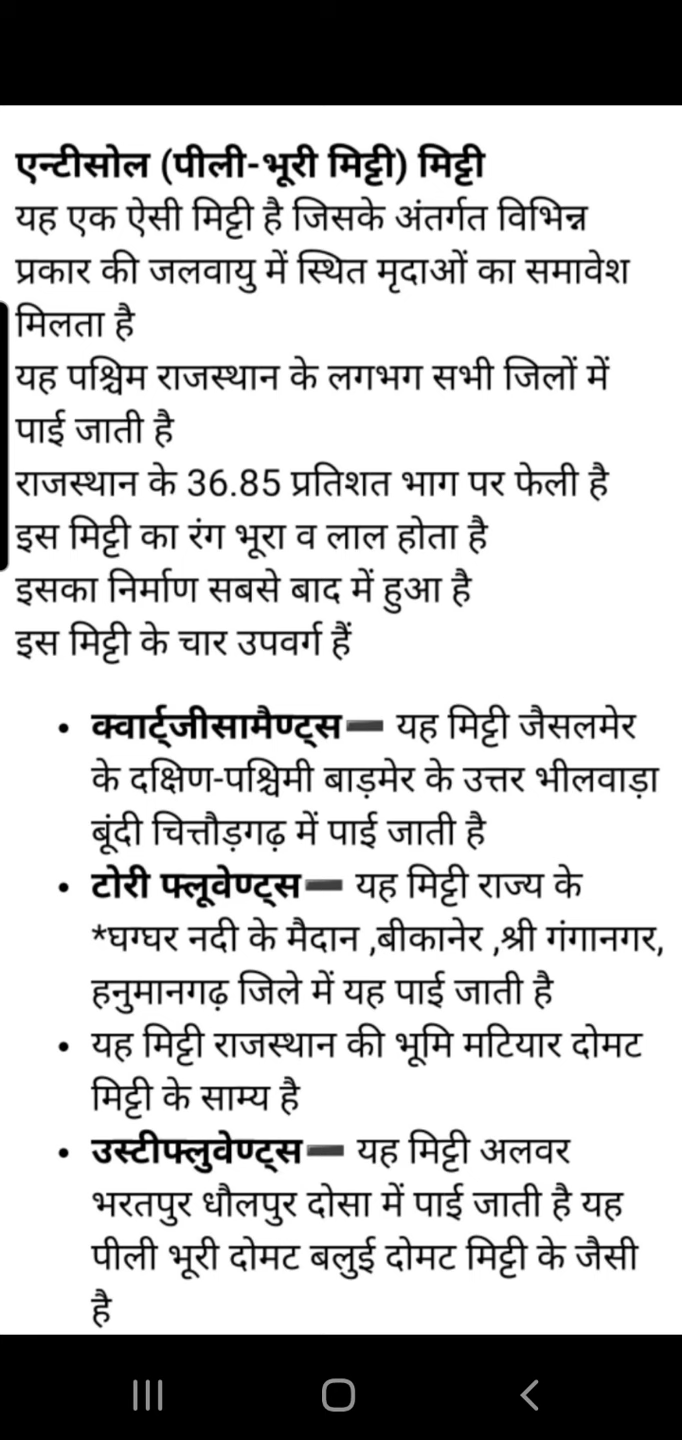 एन्टीसोल (पीली-भूरी मिट्टी) मिट्टी
यह एक ऐसी मिट्टी है जिसके अंतर्गत विभिन्न
प्रकार की जलवायु में स्थित मृदाओं का समावेश
मिलता है
यह पश्चिम राजस्थान के लगभग सभी जिलों में
पाई जाती है
राजस्थान के 36.85 प्रतिशत भाग पर फेली है
इस मिट्टी का रंग भूरा व लाल होता है
इसका निर्माण सबसे बाद में हुआ है
इस मिट्टी के चार उपवर्ग हैं
• क्वार्ट्जीसामैण्ट्स➖ यह मिट्टी जैसलमेर
के दक्षिण-पश्चिमी बाड़मेर के उत्तर भीलवाड़ा
बूंदी चित्तौड़गढ़ में पाई जाती है
• टोरी फ्लूवेण्ट्स➖ यह मिट्टी राज्य के
*घग्घर नदी के मैदान ,बीकानेर ,श्री गंगानगर,
हनुमानगढ़ जिले में यह पाई जाती है
• यह मिट्टी राजस्थान की भूमि मटियार दोमट
मिट्टी के साम्य है
• उस्टीफ्लुवेण्ट्स➖ यह मिट्टी अलवर
भरतपुर धौलपुर दोसा में पाई जाती है यह
पीली भूरी दोमट बलुई दोमट मिट्टी के जैसी
है